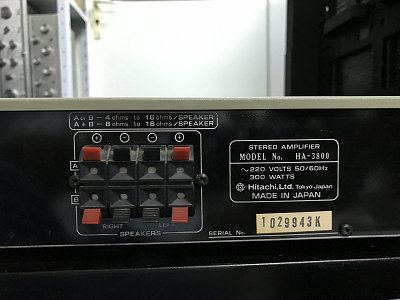 A or B – 4 ohms to 16 ohms/SPEAKER
A + B – 8 ohms to 16 ohms/SPEAKER
+ − − +
A
B
RIGHT LEFT
SPEAKERS
STEREO AMPLIFIER
MODEL No. HA-3800
~220 VOLTS 50/60Hz
300 WATTS
Hitachi, Ltd. Tokyo Japan
MADE IN JAPAN
SERIAL No. 1029943K